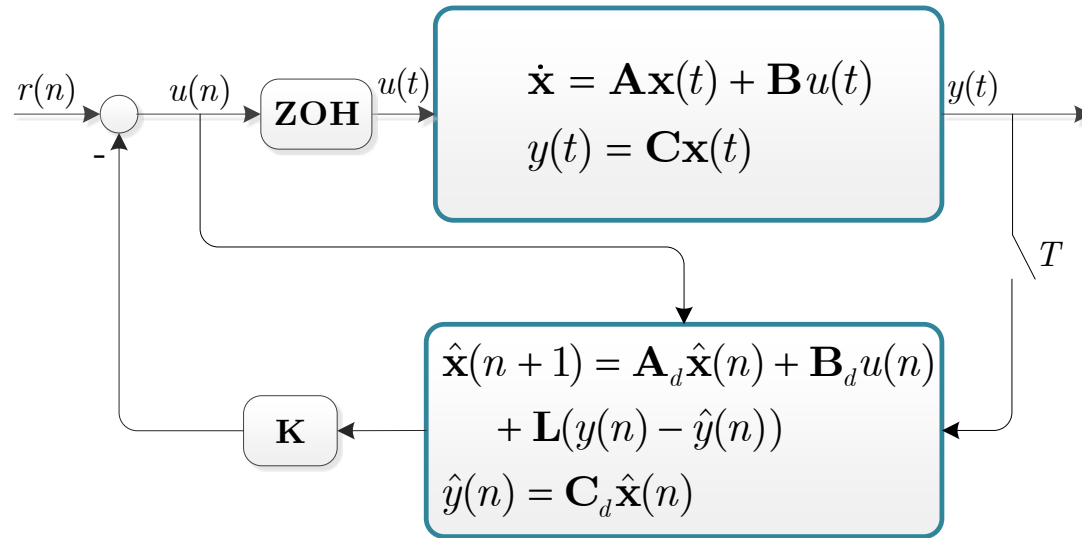 r(n)
u(n)
ZOH
u(t)
ẋ = Ax(t) + Bu(t)
y(t) = Cx(t)
y(t)
-
T
x̂(n + 1) = A_d x̂(n) + B_d u(n)
+ L(y(n) − ŷ(n))
ŷ(n) = C_d x̂(n)
K